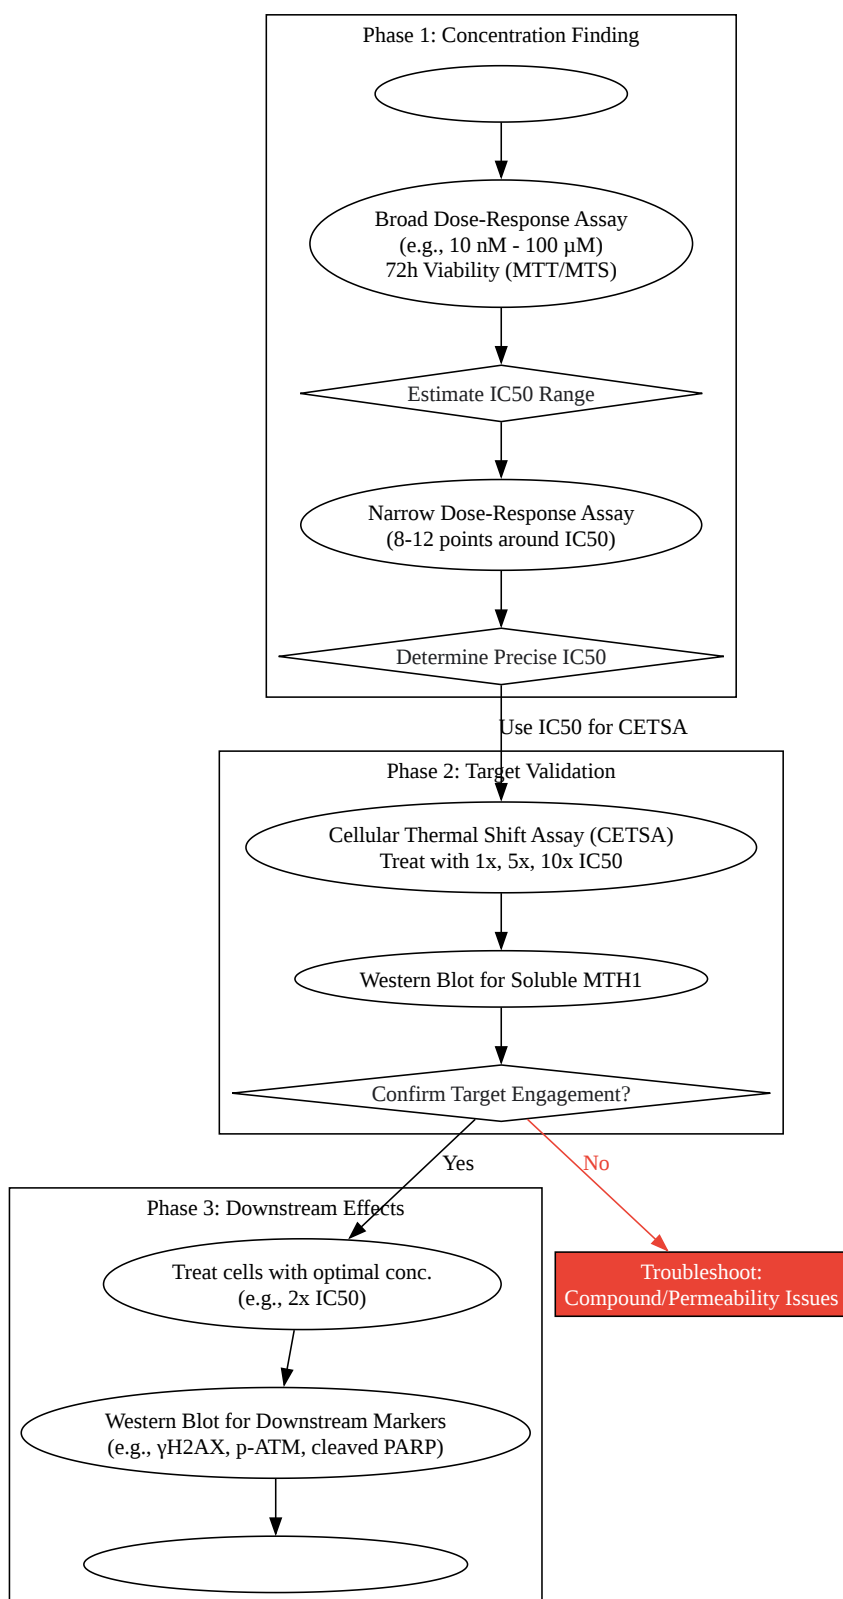 Phase 1: Concentration Finding
Broad Dose-Response Assay
(e.g., 10 nM - 100 µM)
72h Viability (MTT/MTS)
Estimate IC50 Range
Narrow Dose-Response Assay
(8-12 points around IC50)
Determine Precise IC50
Use IC50 for CETSA
Phase 2: Target Validation
Cellular Thermal Shift Assay (CETSA)
Treat with 1x, 5x, 10x IC50
Western Blot for Soluble MTH1
Confirm Target Engagement?
Yes
No
Phase 3: Downstream Effects
Treat cells with optimal conc.
(e.g., 2x IC50)
Troubleshoot:
Compound/Permeability Issues
Western Blot for Downstream Markers
(e.g., γH2AX, p-ATM, cleaved PARP)